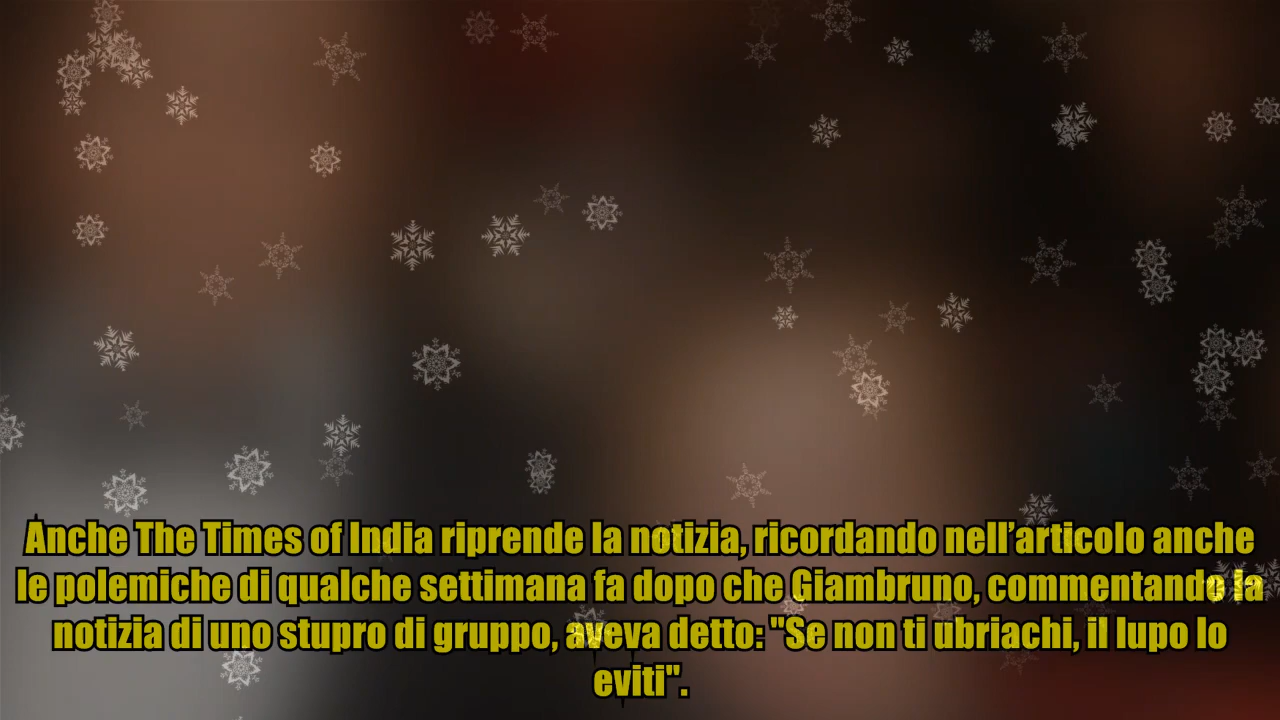 Anche The Times of India riprende la notizia, ricordando nell’articolo anche
le polemiche di qualche settimana fa dopo che Giambruno, commentando la
notizia di uno stupro di gruppo, aveva detto: "Se non ti ubriachi, il lupo lo
eviti".